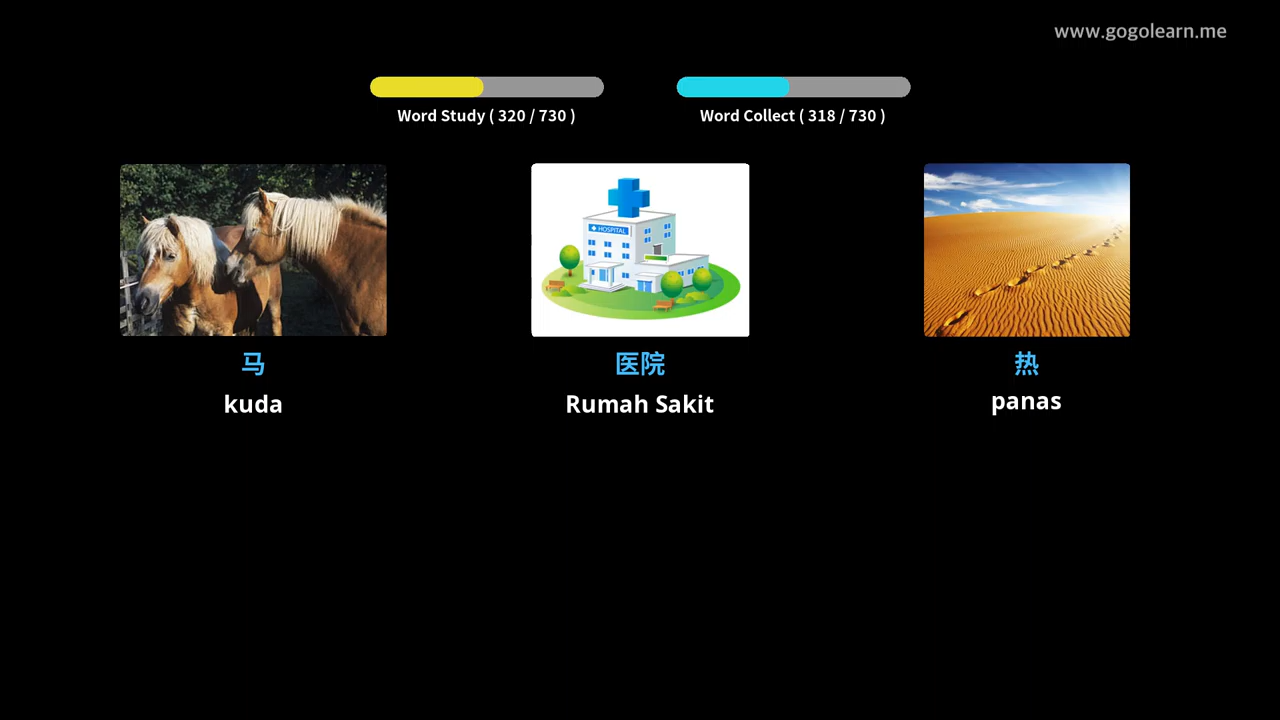 www.gogolearn.me
Word Study ( 320 / 730 )
Word Collect ( 318 / 730 )
HOSPITAL
马
医院
热
kuda
Rumah Sakit
panas